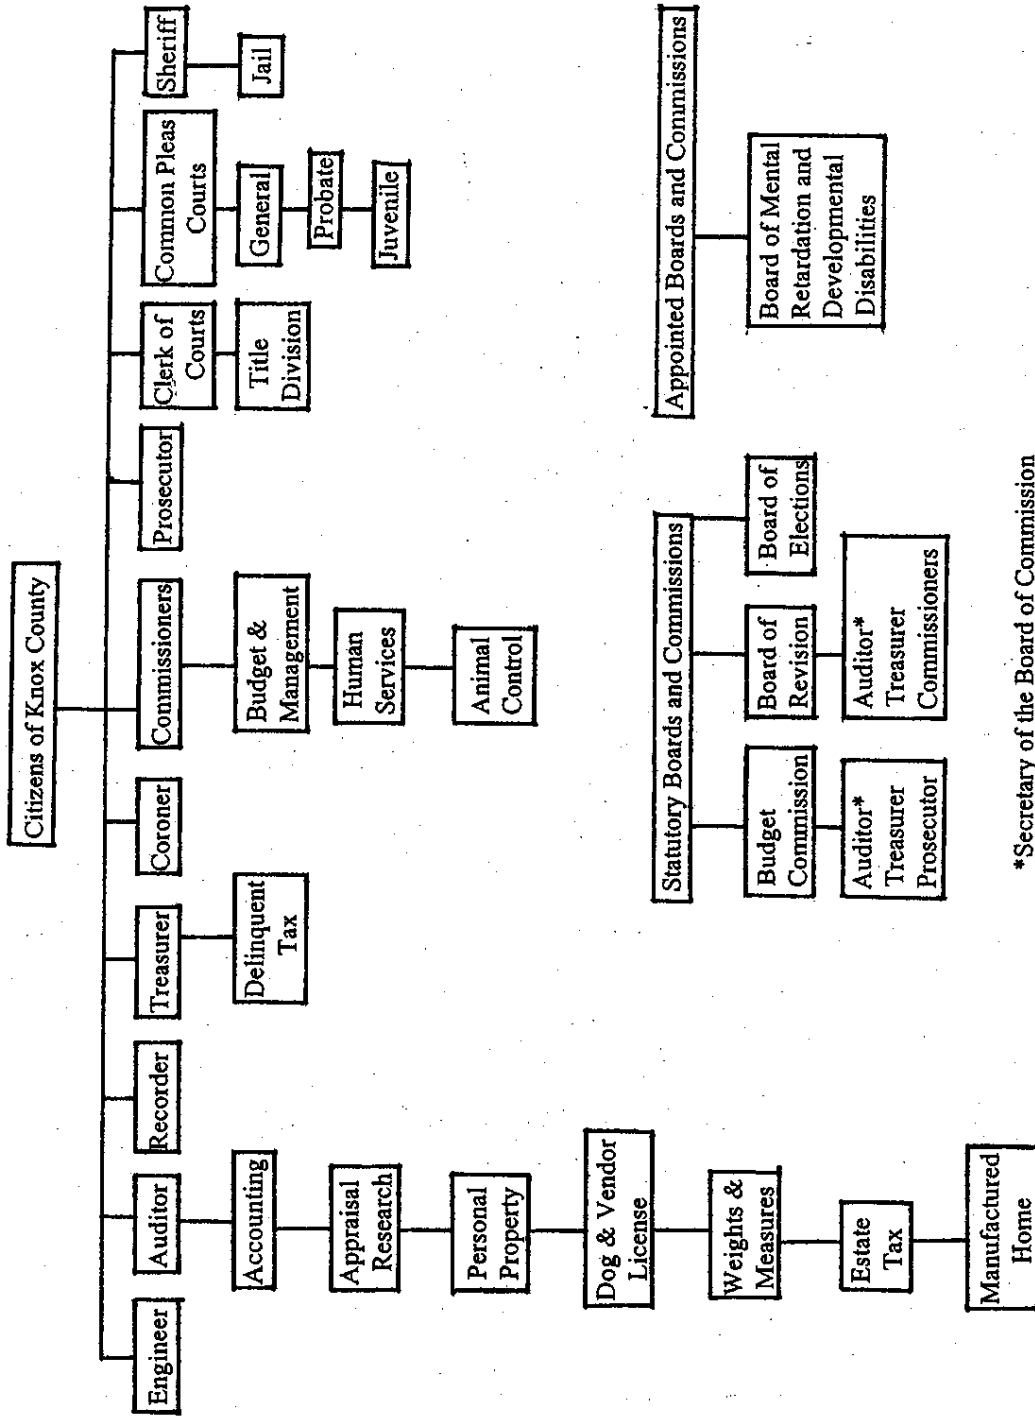 Citizens of Knox County
Engineer
Auditor
Recorder
Treasurer
Coroner
Commissioners
Prosecutor
Clerk of
Courts
Common Pleas
Courts
Sheriff
Accounting
Appraisal
Research
Personal
Property
Dog & Vendor
License
Weights &
Measures
Estate
Tax
Manufactured
Home
Delinquent
Tax
Budget &
Management
Human
Services
Animal
Control
Title
Division
General
Probate
Juvenile
Jail
Statutory Boards and Commissions
Budget
Commission
Auditor*
Treasurer
Prosecutor
Board of
Revision
Auditor*
Treasurer
Commissioners
Board of
Elections
Appointed Boards and Commissions
Board of Mental
Retardation and
Developmental
Disabilities
*Secretary of the Board of Commission